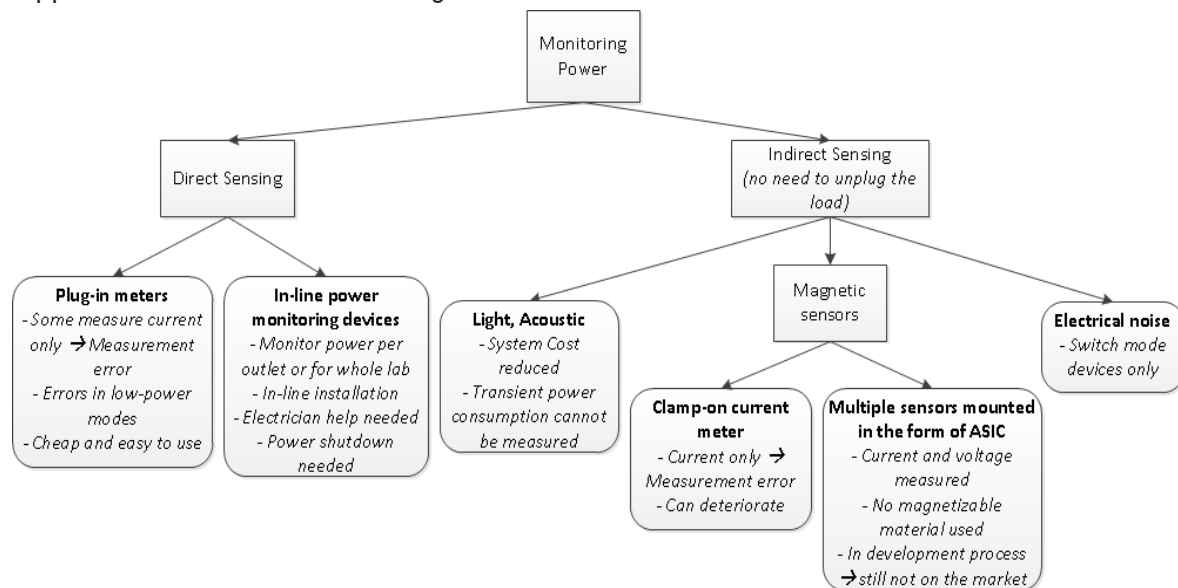 Monitoring
Power
Direct Sensing
Indirect Sensing
(no need to unplug the
load)
Plug-in meters
- Some measure current
only → Measurement
error
- Errors in low-power
modes
- Cheap and easy to use
In-line power
monitoring devices
- Monitor power per
outlet or for whole lab
- In-line installation
- Electrician help needed
- Power shutdown
needed
Light, Acoustic
- System Cost
reduced
- Transient power
consumption cannot
be measured
Magnetic
sensors
Electrical noise
- Switch mode
devices only
Clamp-on current
meter
- Current only →
Measurement error
- Can deteriorate
Multiple sensors mounted
in the form of ASIC
- Current and voltage
measured
- No magnetizable
material used
- In development process
→ still not on the market